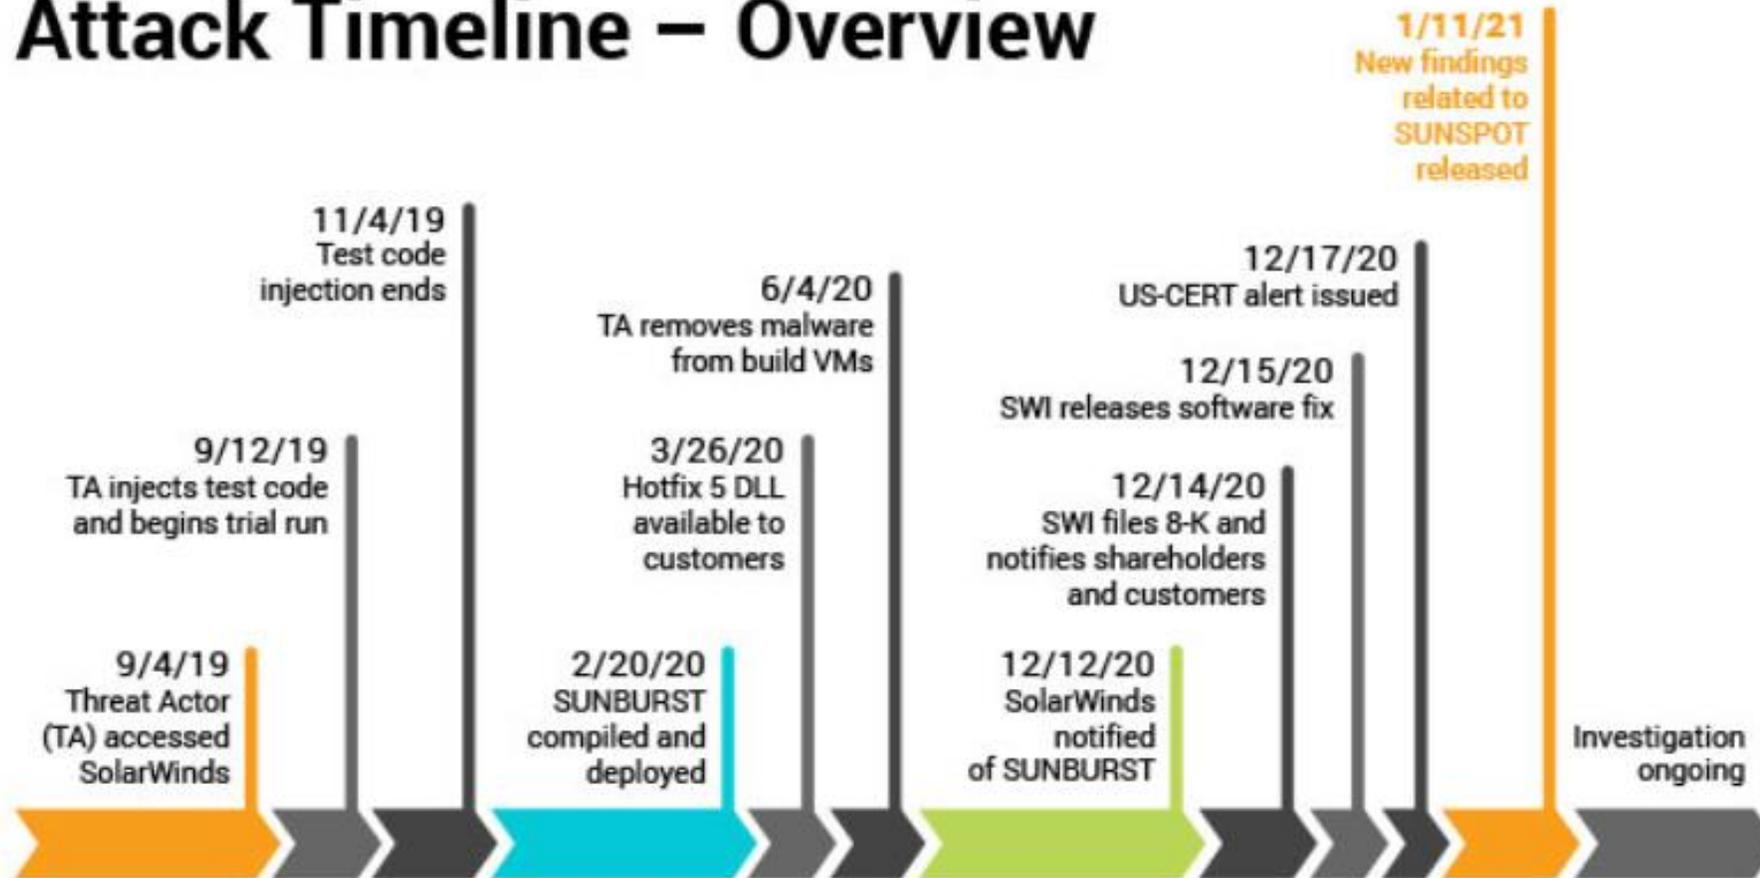 Attack Timeline – Overview
9/4/19
Threat Actor
(TA) accessed
SolarWinds
9/12/19
TA injects test code
and begins trial run
11/4/19
Test code
injection ends
2/20/20
SUNBURST
compiled and
deployed
3/26/20
Hotfix 5 DLL
available to
customers
6/4/20
TA removes malware
from build VMs
12/12/20
SolarWinds
notified
of SUNBURST
12/14/20
SWI files 8-K and
notifies shareholders
and customers
12/15/20
SWI releases software fix
12/17/20
US-CERT alert issued
1/11/21
New findings
related to
SUNSPOT
released
Investigation
ongoing